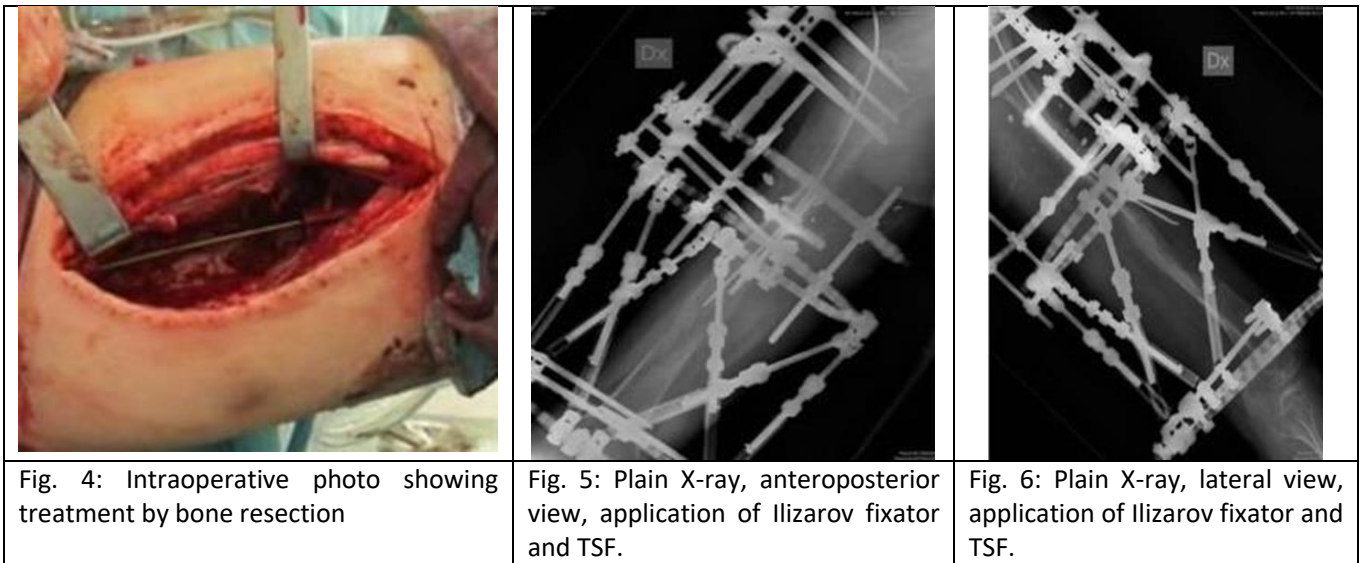 Dx
Dx
Fig. 4: Intraoperative photo showing
treatment by bone resection
Fig. 5: Plain X-ray, anteroposterior
view, application of Ilizarov fixator
and TSF.
Fig. 6: Plain X-ray, lateral view,
application of Ilizarov fixator and
TSF.